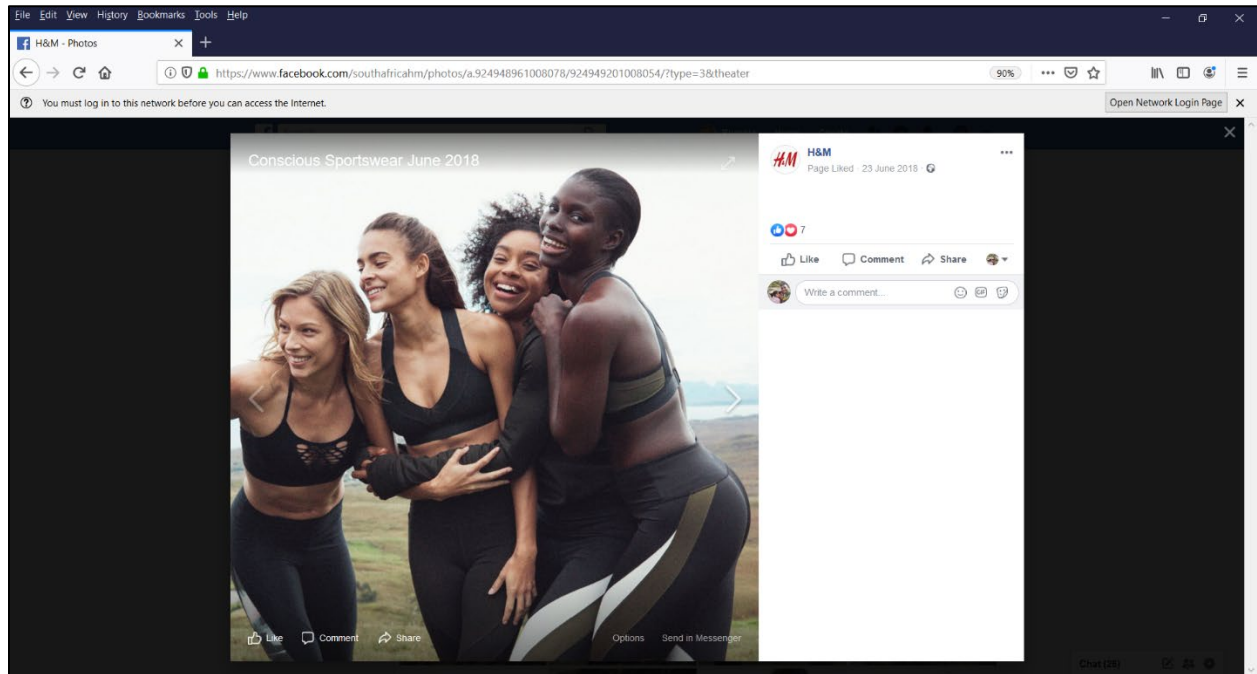 File Edit View History Bookmarks Tools Help
H&M - Photos
https://www.facebook.com/southafricahm/photos/a.924948961008078/924949201008054/?type=3&theater 90%
You must log in to this network before you can access the Internet. Open Network Login Page
Conscious Sportswear June 2018
H&M H&M
Page Liked · 23 June 2018 ·
7
Like Comment Share
Write a comment... GIF
Like Comment Share Options Send in Messenger
Chat (25)